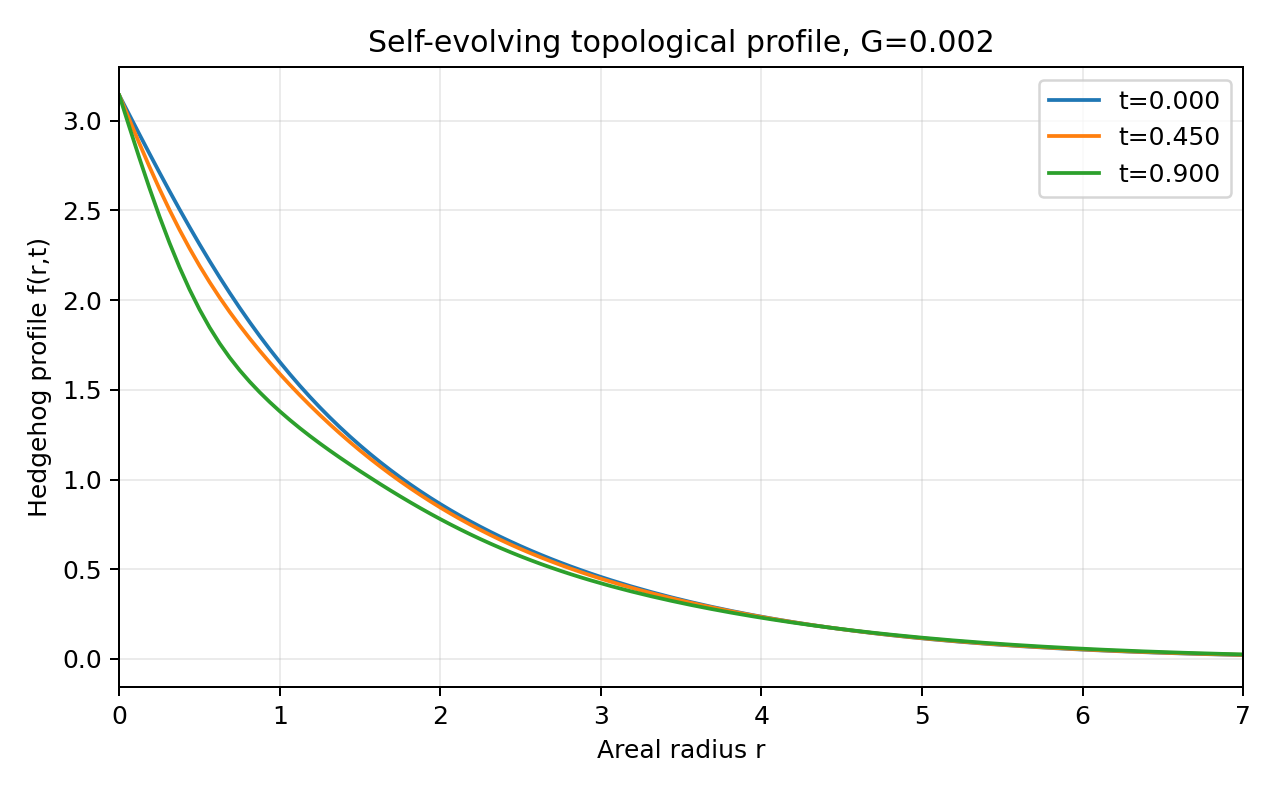 Self-evolving topological profile, G=0.002
t=0.000
t=0.450
t=0.900
Hedgehog profile f(r,t)
3.0
2.5
2.0
1.5
1.0
0.5
0.0
0 1 2 3 4 5 6 7
Areal radius r